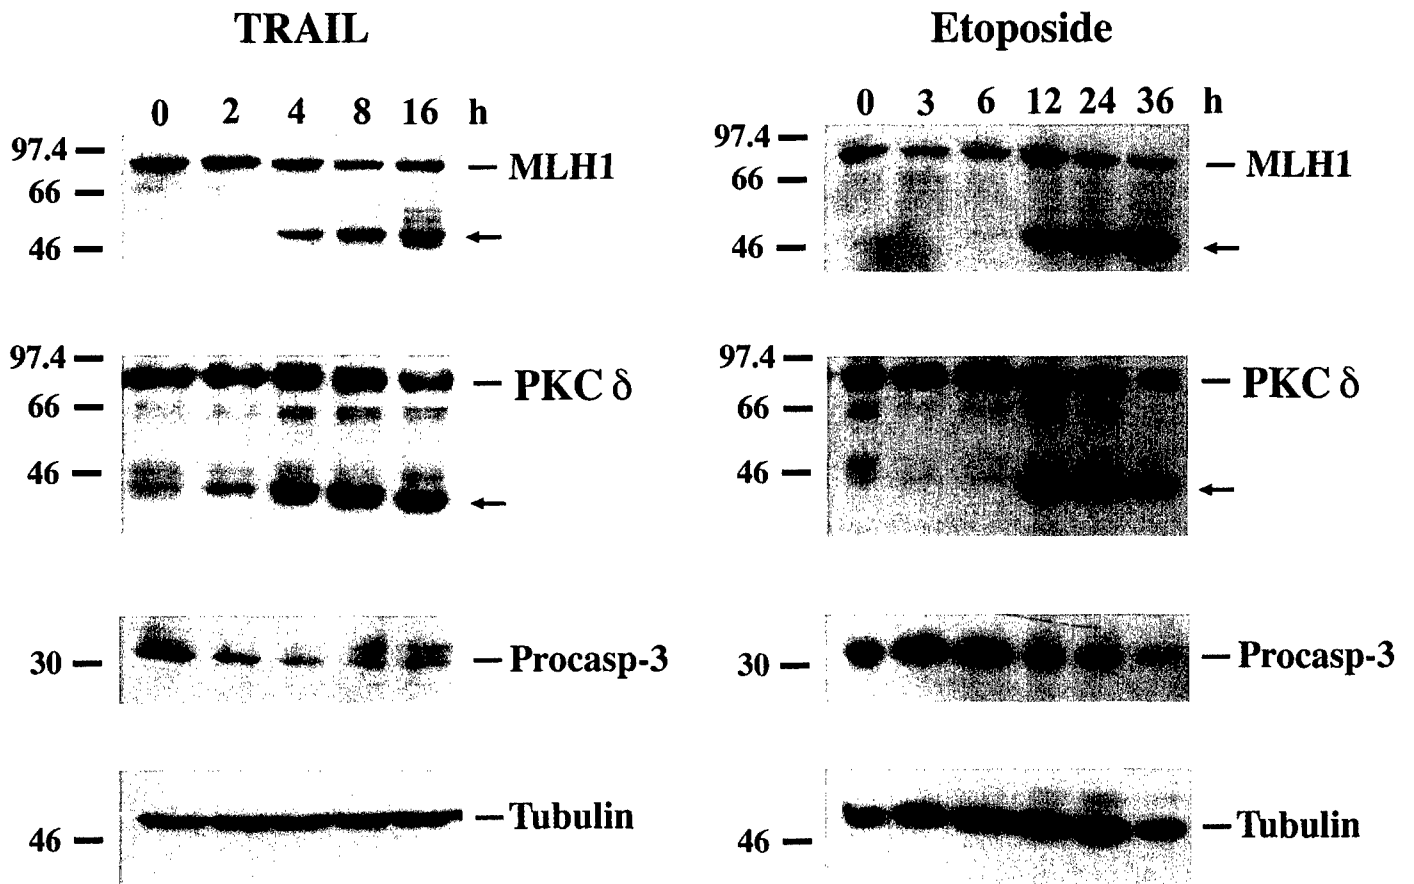 TRAIL
0 2 4 8 16 h
97.4
MLH1
66
46
97.4
PKC δ
66
46
30
Procasp-3
Tubulin
46
Etoposide
0 3 6 12 24 36 h
97.4
MLH1
66
46
97.4
PKC δ
66
46
30
Procasp-3
Tubulin
46